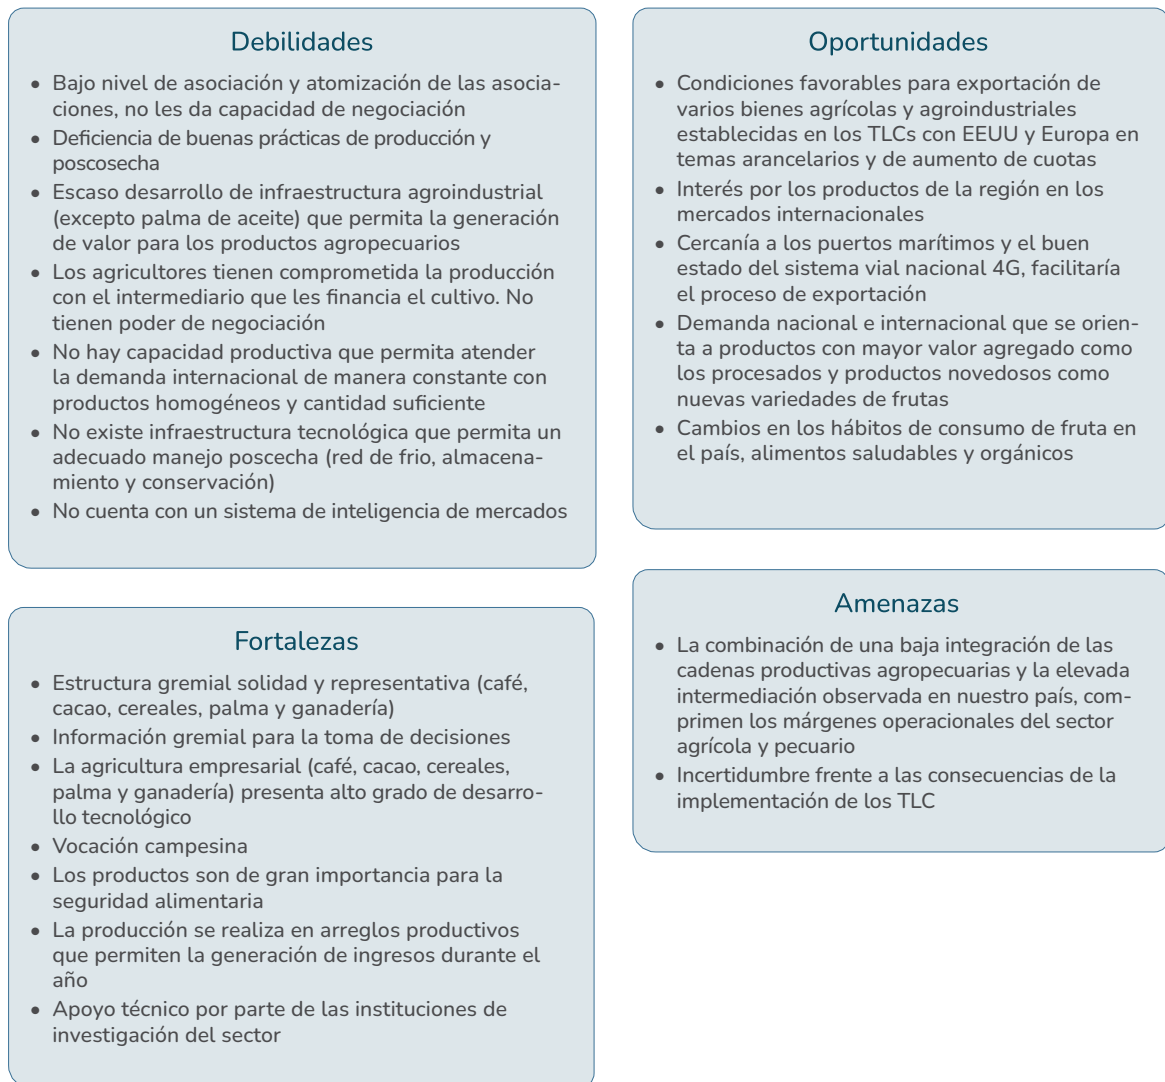 Debilidades
• Bajo nivel de asociación y atomización de las asocia-
ciones, no les da capacidad de negociación
• Deficiencia de buenas prácticas de producción y
poscosecha
• Escaso desarrollo de infraestructura agroindustrial
(excepto palma de aceite) que permita la generación
de valor para los productos agropecuarios
• Los agricultores tienen comprometida la producción
con el intermediario que les financia el cultivo. No
tienen poder de negociación
• No hay capacidad productiva que permita atender
la demanda internacional de manera constante con
productos homogéneos y cantidad suficiente
• No existe infraestructura tecnológica que permita un
adecuado manejo poscecha (red de frio, almacena-
miento y conservación)
• No cuenta con un sistema de inteligencia de mercados
Oportunidades
• Condiciones favorables para exportación de
varios bienes agrícolas y agroindustriales
establecidas en los TLCs con EEUU y Europa en
temas arancelarios y de aumento de cuotas
• Interés por los productos de la región en los
mercados internacionales
• Cercanía a los puertos marítimos y el buen
estado del sistema vial nacional 4G, facilitaría
el proceso de exportación
• Demanda nacional e internacional que se orien-
ta a productos con mayor valor agregado como
los procesados y productos novedosos como
nuevas variedades de frutas
• Cambios en los hábitos de consumo de fruta en
el país, alimentos saludables y orgánicos
Fortalezas
• Estructura gremial solidad y representativa (café,
cacao, cereales, palma y ganadería)
• Información gremial para la toma de decisiones
• La agricultura empresarial (café, cacao, cereales,
palma y ganadería) presenta alto grado de desarro-
llo tecnológico
• Vocación campesina
• Los productos son de gran importancia para la
seguridad alimentaria
• La producción se realiza en arreglos productivos
que permiten la generación de ingresos durante el
año
• Apoyo técnico por parte de las instituciones de
investigación del sector
Amenazas
• La combinación de una baja integración de las
cadenas productivas agropecuarias y la elevada
intermediación observada en nuestro país, com-
primen los márgenes operacionales del sector
agrícola y pecuario
• Incertidumbre frente a las consecuencias de la
implementación de los TLC